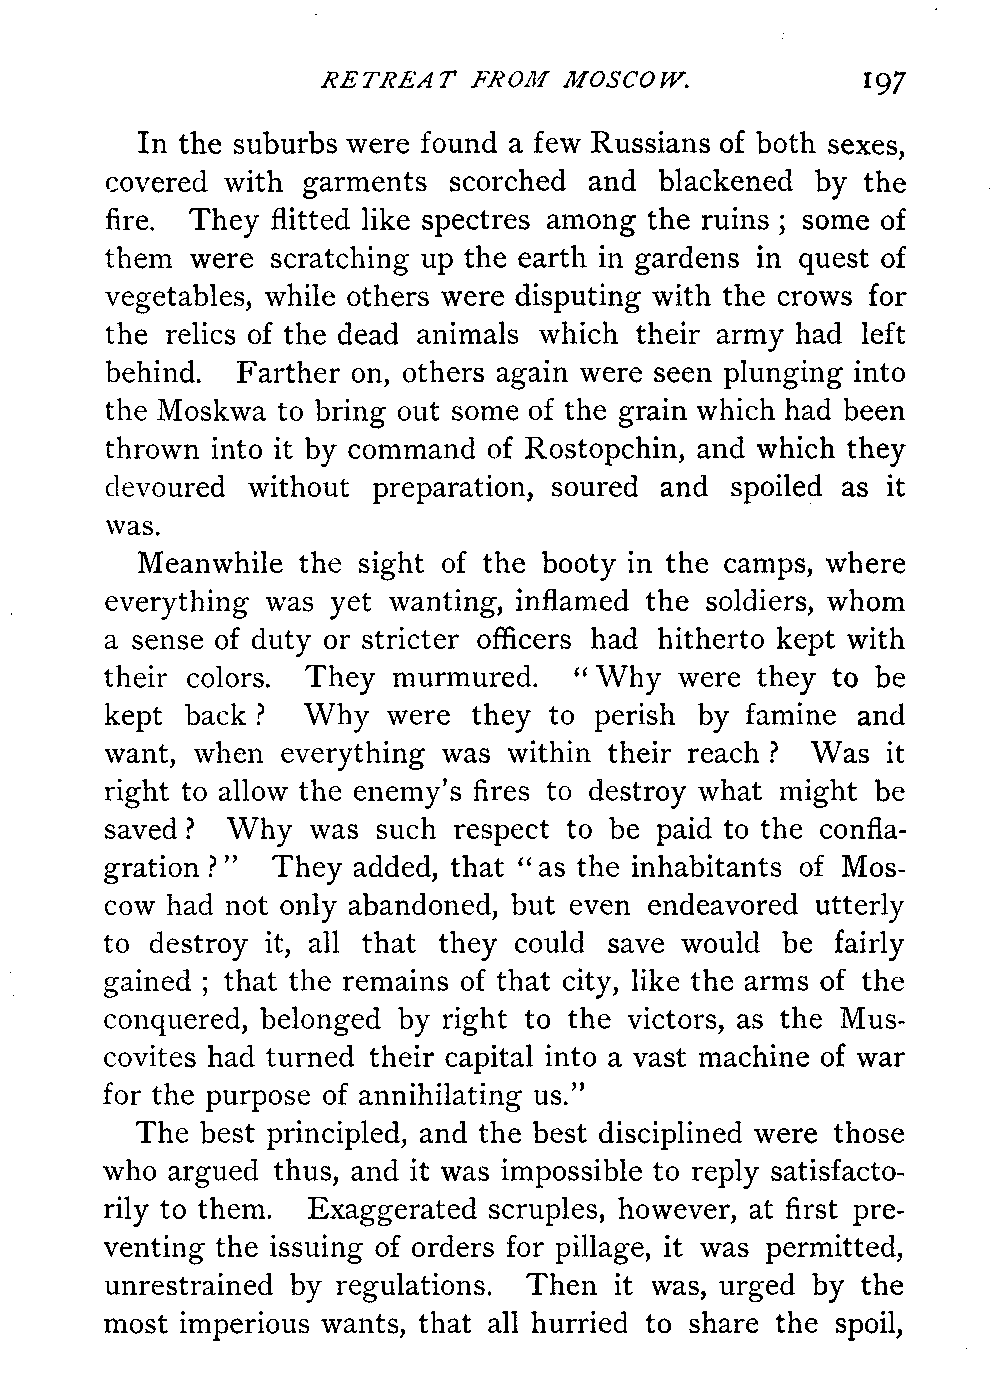 RETREAT FROM MOSCOW. 197
In the suburbs were found a few Russians of both sexes,
covered with garments scorched and blackened by the
fire. They flitted like spectres among the ruins ; some of
them were scratching up the earth in gardens in quest of
vegetables, while others were disputing with the crows for
the relics of the dead animals which their army had left
behind. Farther on, others again were seen plunging into
the Moskwa to bring out some of the grain which had been
thrown into it by command of Rostopchin, and which they
devoured without preparation, soured and spoiled as it
was.
Meanwhile the sight of the booty in the camps, where
everything was yet wanting, inflamed the soldiers, whom
a sense of duty or stricter officers had hitherto kept with
their colors. They murmured. “ Why were they to be
kept back ? Why were they to perish by famine and
want, when everything was within their reach ? Was it
right to allow the enemy's fires to destroy what might be
saved ? Why was such respect to be paid to the confla-
gration ? ” They added, that “ as the inhabitants of Mos-
cow had not only abandoned, but even endeavored utterly
to destroy it, all that they could save would be fairly
gained ; that the remains of that city, like the arms of the
conquered, belonged by right to the victors, as the Mus-
covites had turned their capital into a vast machine of war
for the purpose of annihilating us.”
The best principled, and the best disciplined were those
who argued thus, and it was impossible to reply satisfacto-
rily to them. Exaggerated scruples, however, at first pre-
venting the issuing of orders for pillage, it was permitted,
unrestrained by regulations. Then it was, urged by the
most imperious wants, that all hurried to share the spoil,